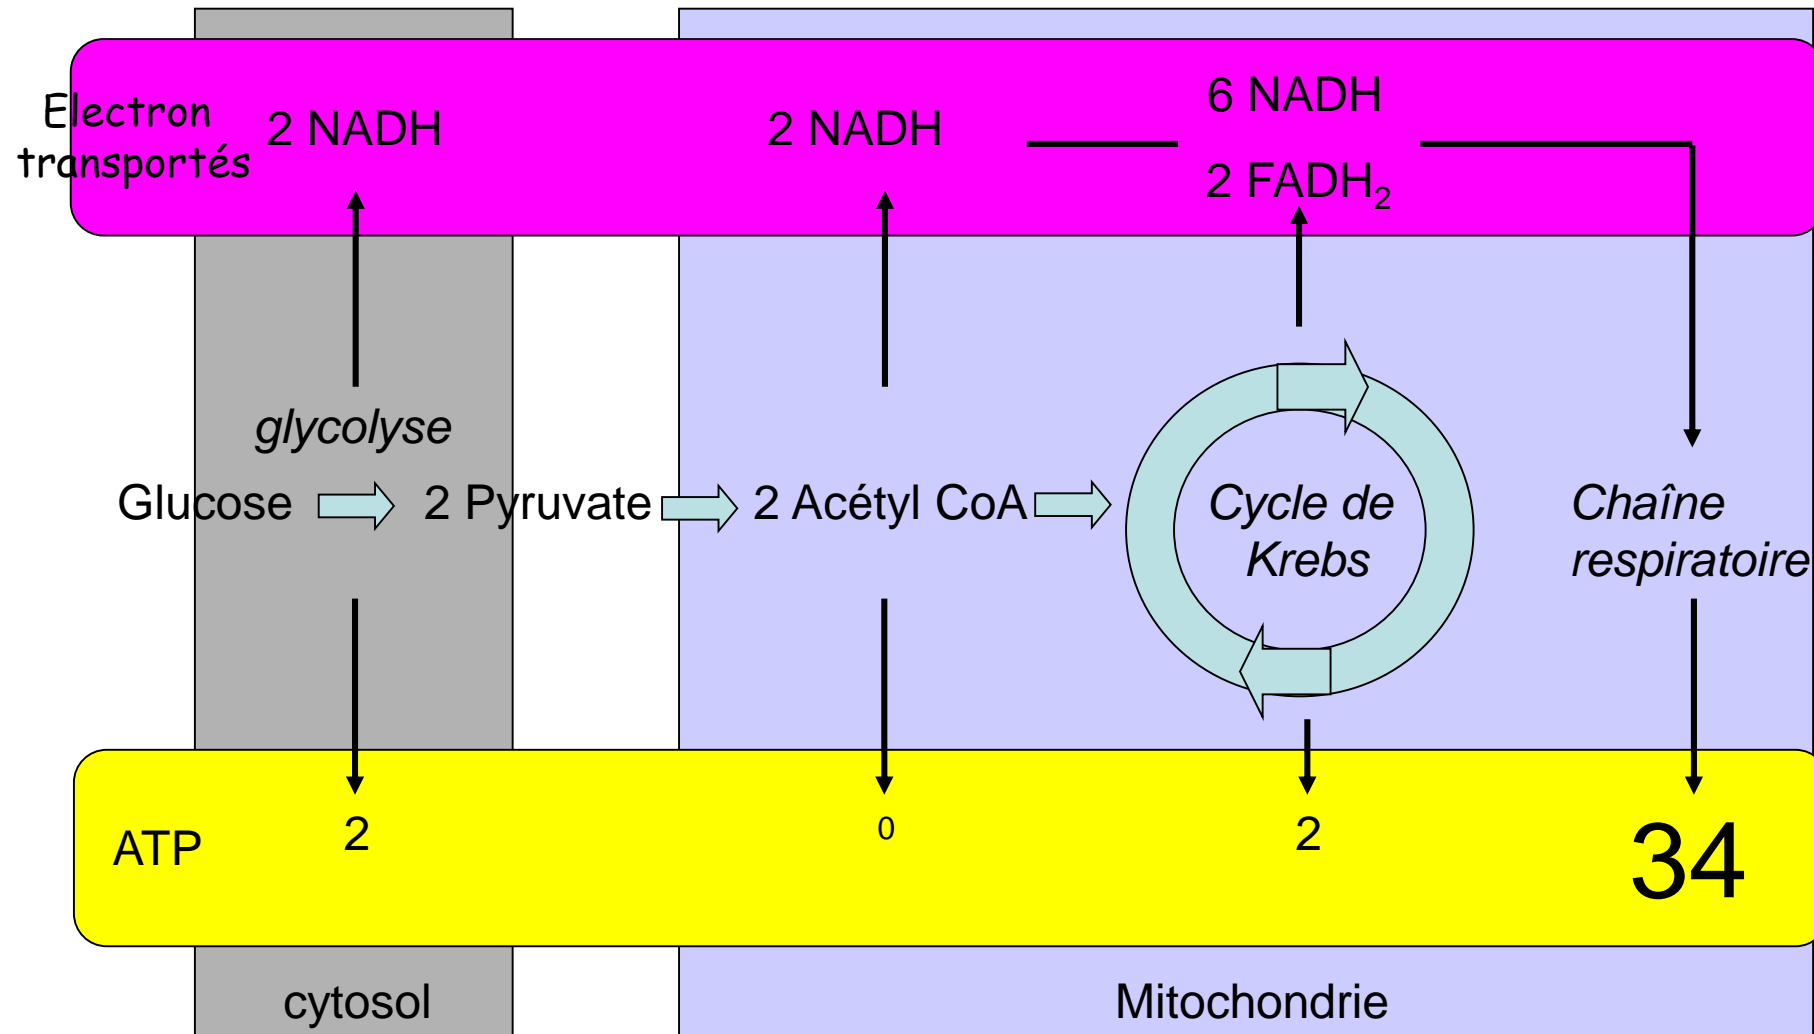 Electron
transportés
2 NADH
2 NADH
6 NADH
2 FADH₂
glycolyse
Glucose
2 Pyruvate
2 Acétyl CoA
Cycle de
Krebs
Chaîne
respiratoire
ATP
2
0
2
34
cytosol
Mitochondrie